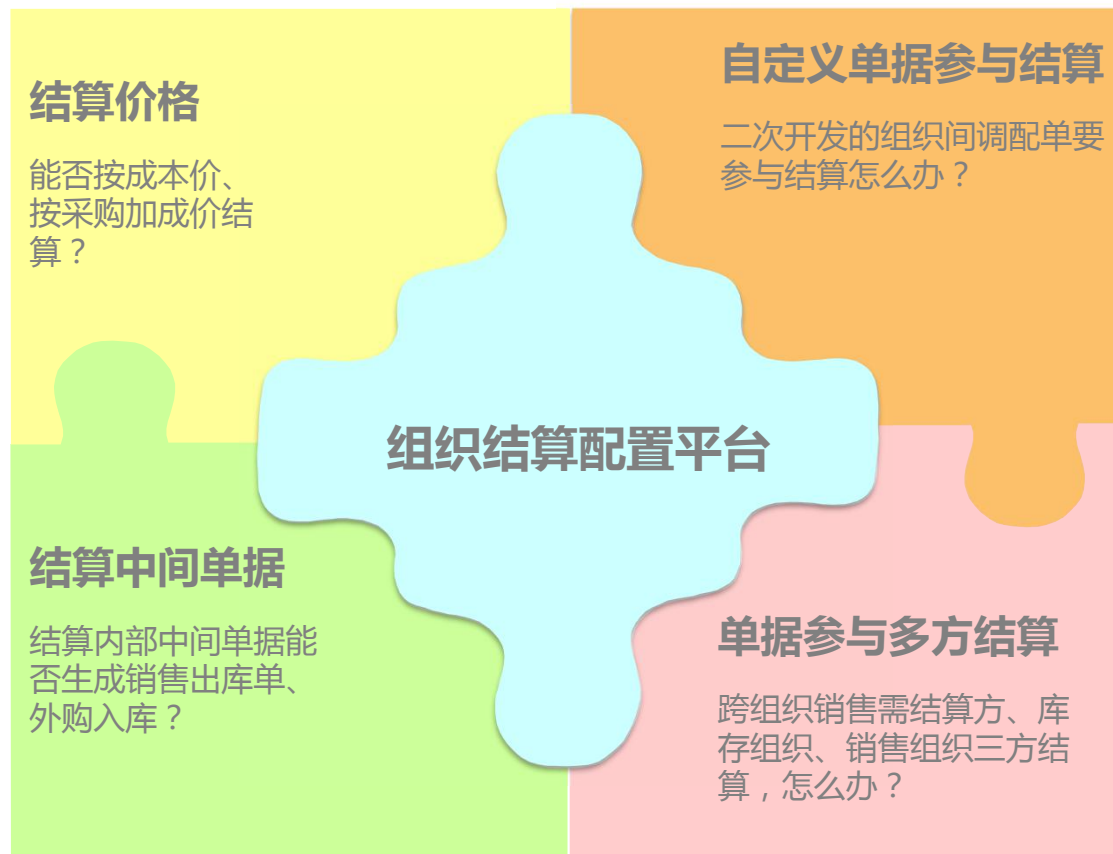 结算价格
能否按成本价、
按采购加成价结
算？
自定义单据参与结算
二次开发的组织间调配单要
参与结算怎么办？
组织结算配置平台
结算中间单据
结算内部中间单据能
否生成销售出库单、
外购入库？
单据参与多方结算
跨组织销售需结算方、库
存组织、销售组织三方结
算，怎么办？